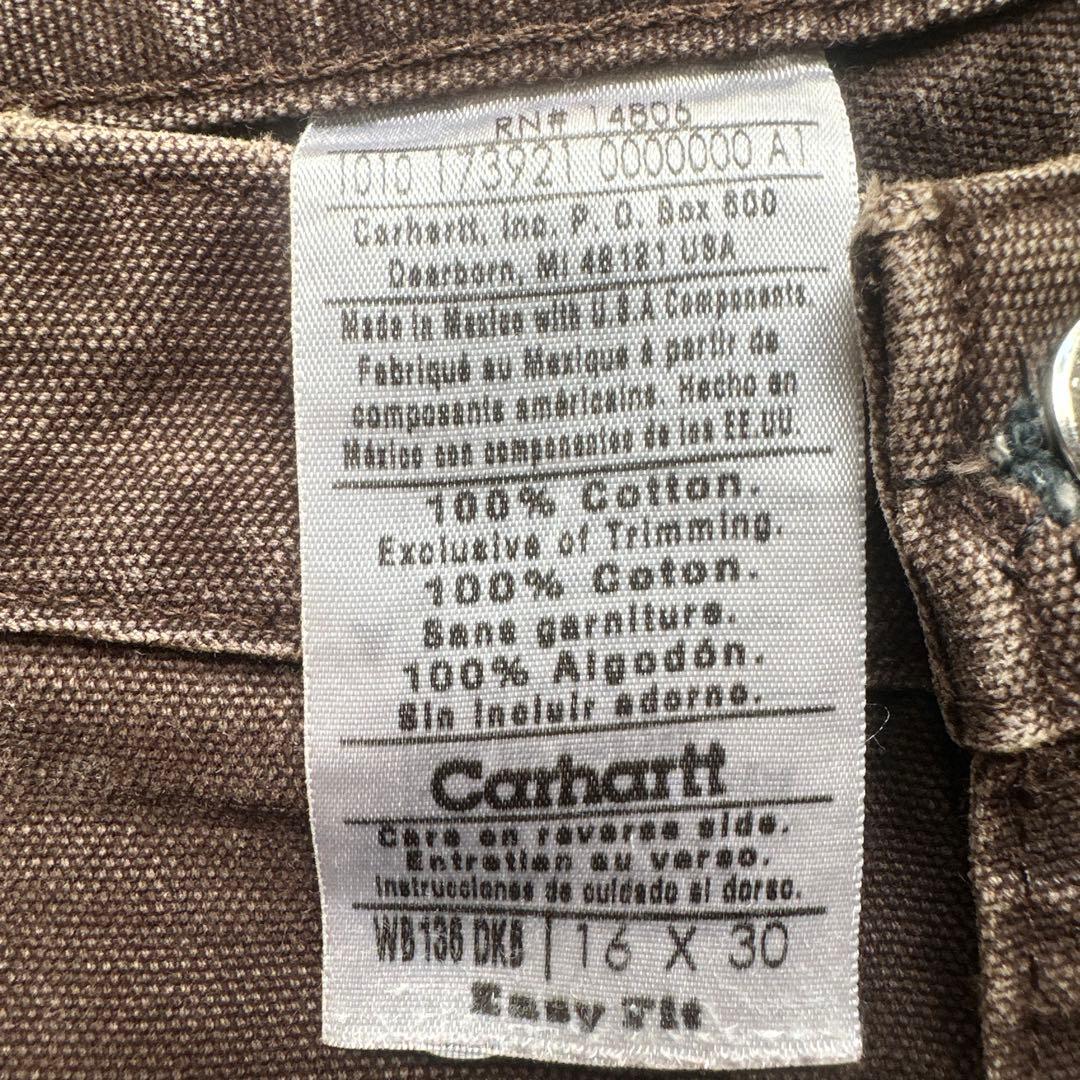 RN# 14806
1010 173921 0000000 A1
Carhartt, Inc. P. O. Box 600
Dearborn, MI 48121 USA
Made in Mexico with U.S.A Components.
Fabriqué au Mexique à partir de
composants américains. Hecho en
México con componentes de los EE.UU.
100% Cotton.
Exclusive of Trimming.
100% Coton.
Sans garniture.
100% Algodón.
Sin incluir adorno.
Carhartt
Care on reverse side.
Entretien au verso.
Instrucciones de cuidado al dorso.
WB136 DKB | 16 X 30
Easy Fit